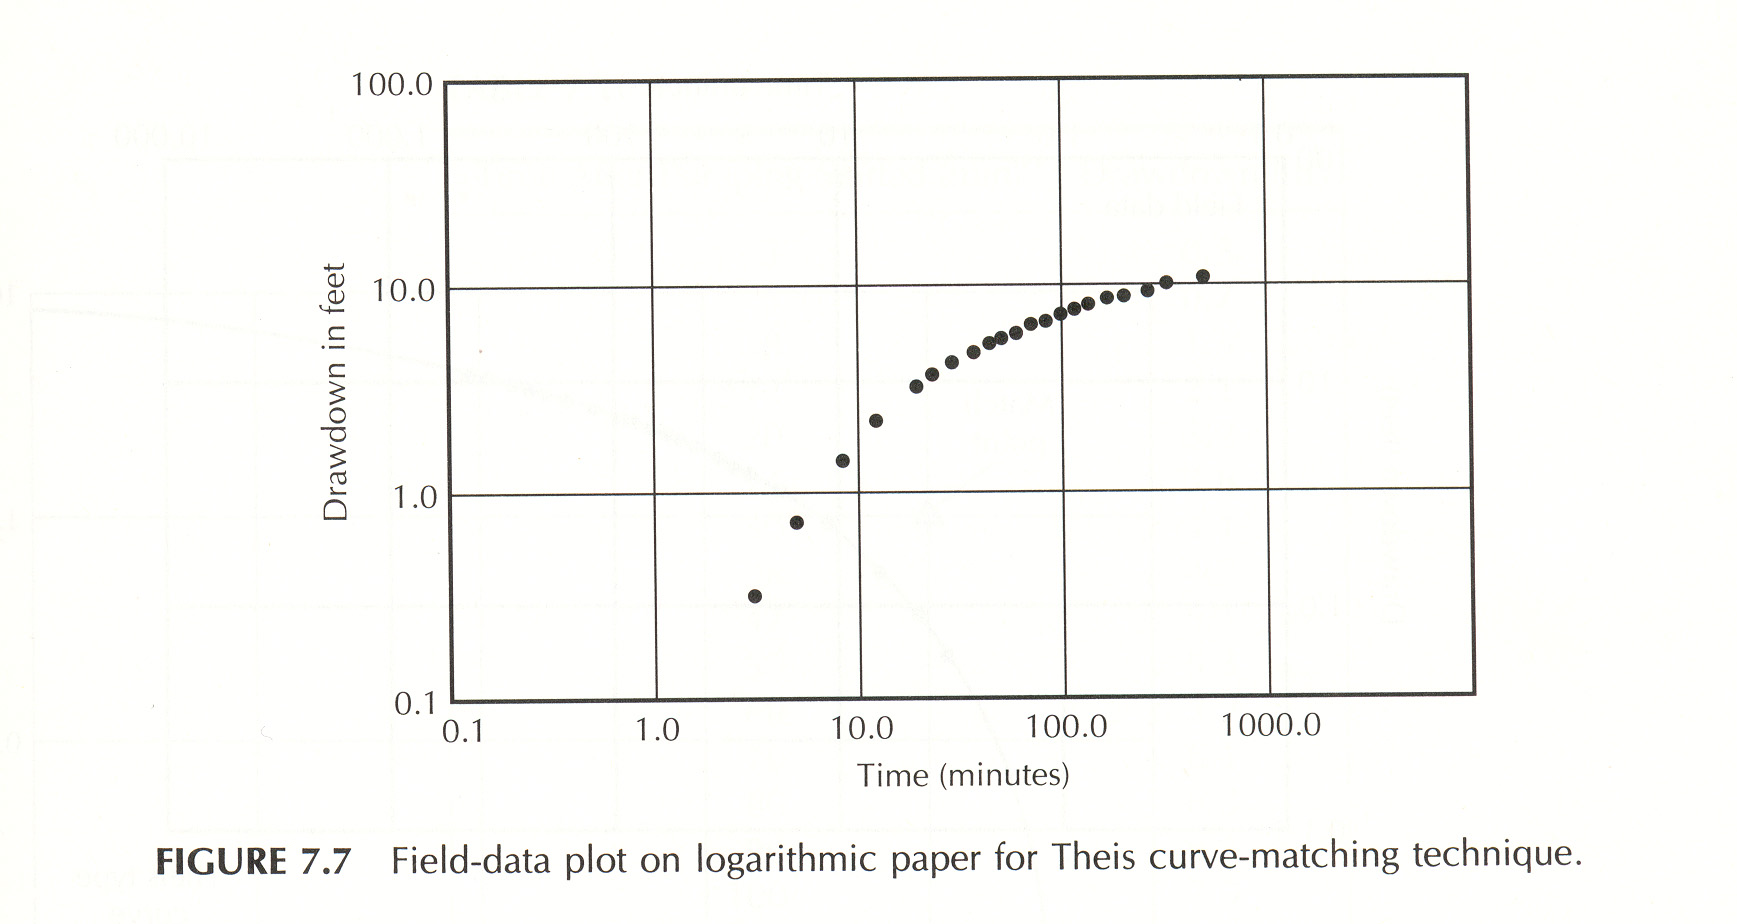 100.0
10.0
1.0
0.1
Drawdown in feet
0.1 1.0 10.0 100.0 1000.0
Time (minutes)
FIGURE 7.7 Field-data plot on logarithmic paper for Theis curve-matching technique.